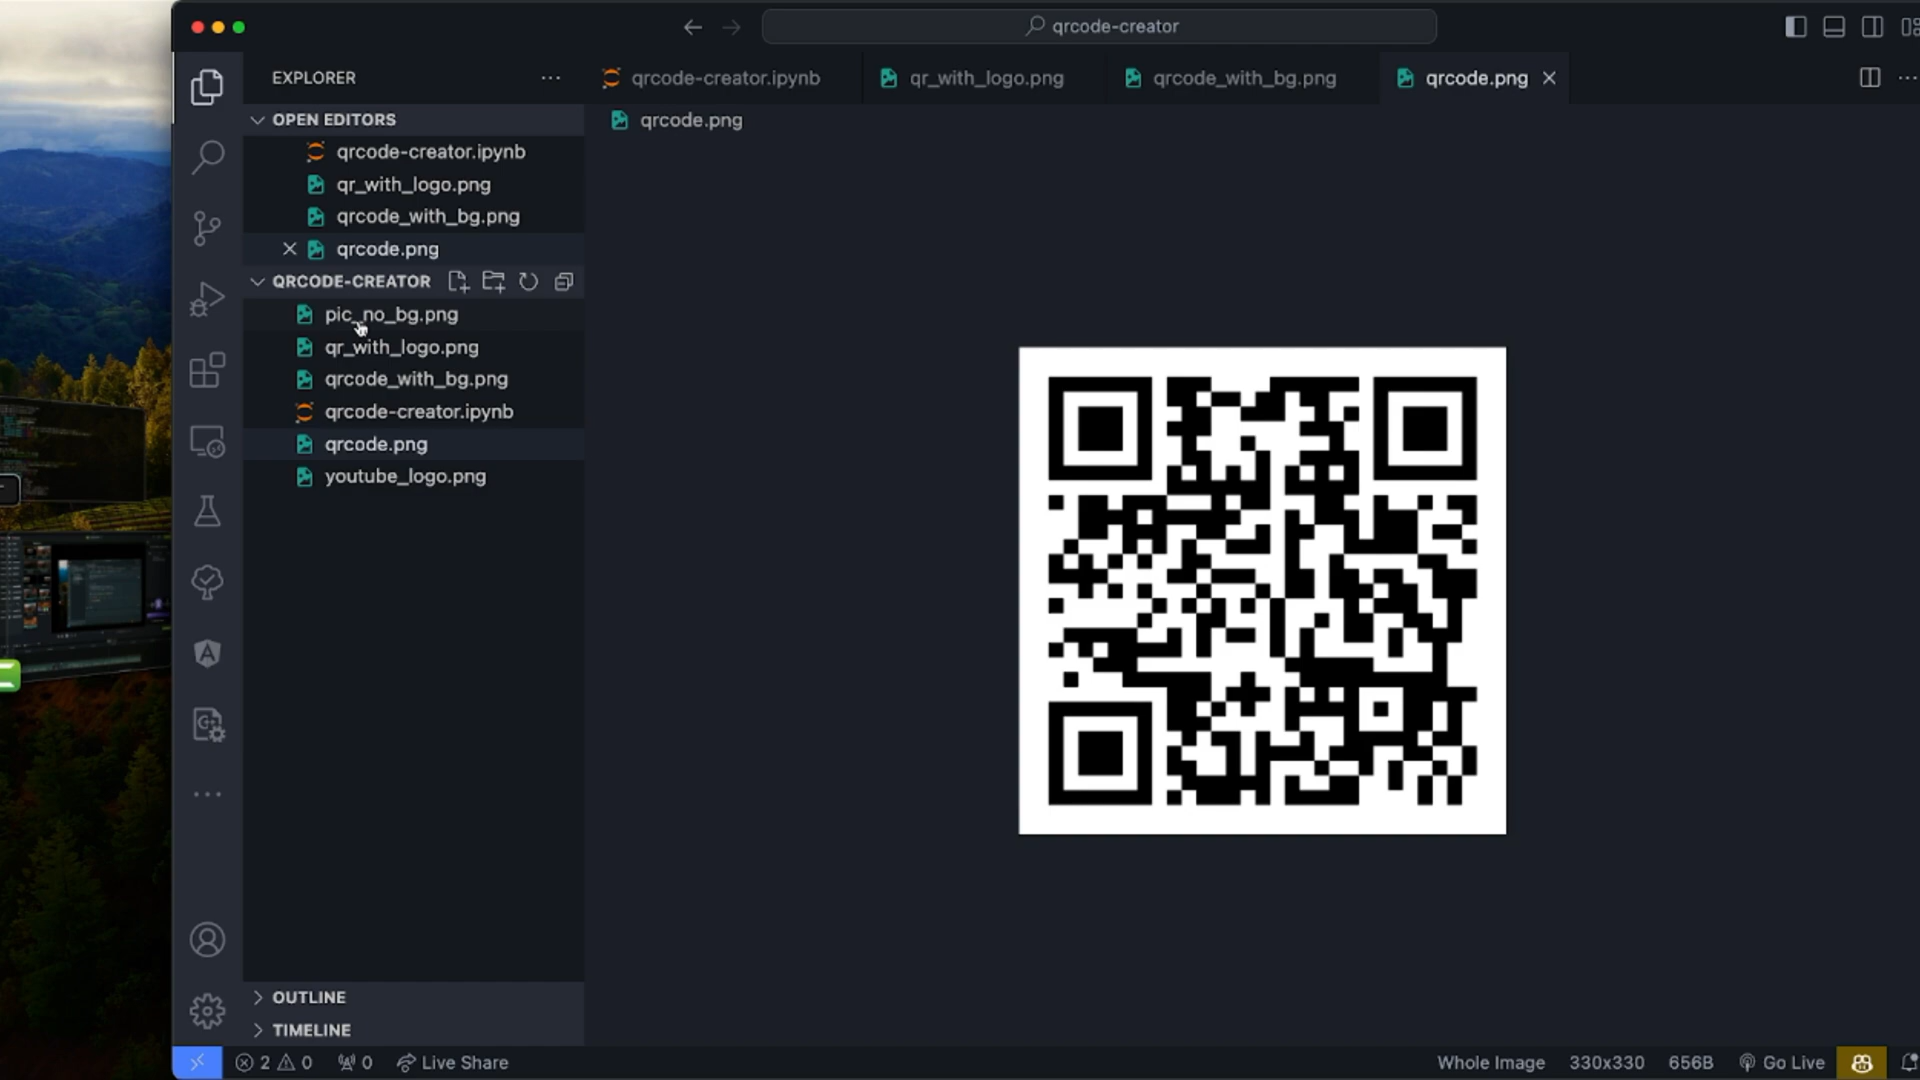 qrcode-creator
EXPLORER
qrcode-creator.ipynb
qr_with_logo.png
qrcode_with_bg.png
qrcode.png
qrcode.png
OPEN EDITORS
qrcode-creator.ipynb
qr_with_logo.png
qrcode_with_bg.png
qrcode.png
QRCODE-CREATOR
pic_no_bg.png
qr_with_logo.png
qrcode_with_bg.png
qrcode-creator.ipynb
qrcode.png
youtube_logo.png
OUTLINE
TIMELINE
2 0 0 Live Share Whole Image 330x330 656B Go Live